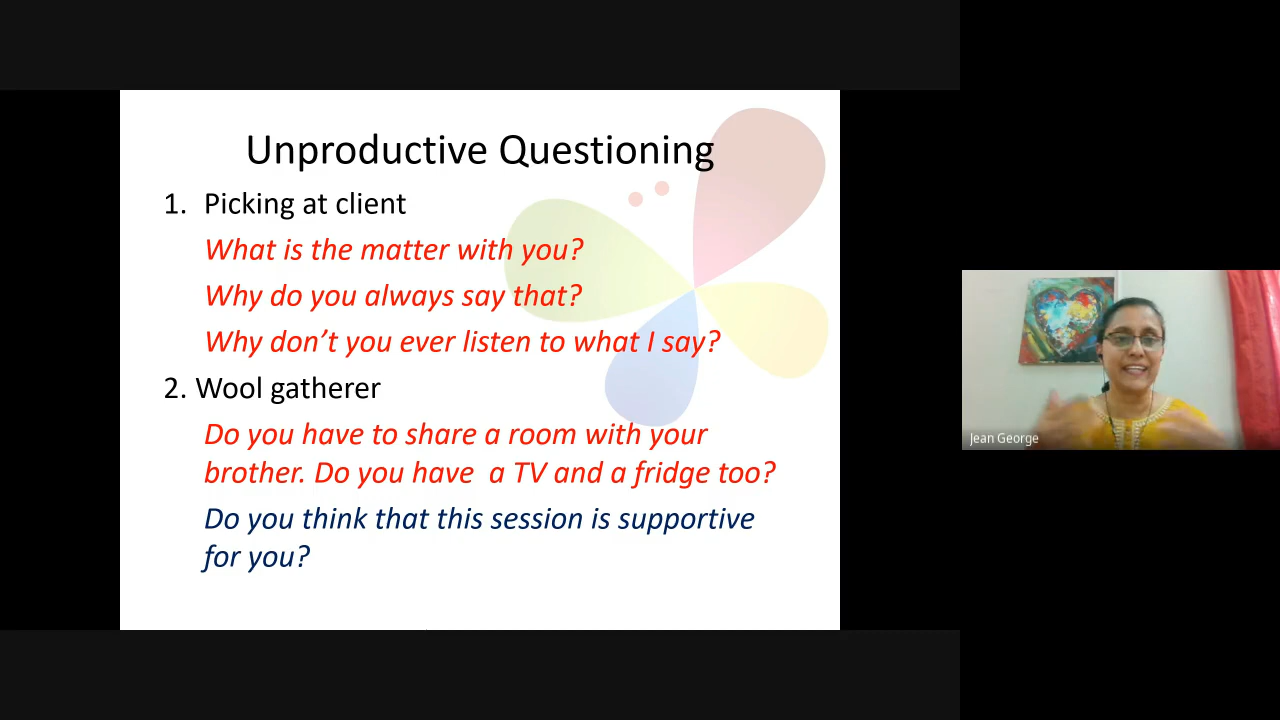 Unproductive Questioning
1. Picking at client
What is the matter with you?
Why do you always say that?
Why don’t you ever listen to what I say?
2. Wool gatherer
Do you have to share a room with your
brother. Do you have  a TV and a fridge too?
Do you think that this session is supportive
for you?
Jean George